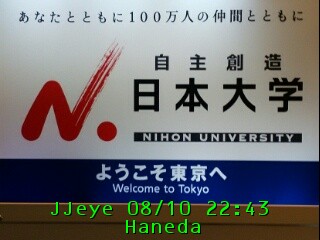 あなたとともに100万人の仲間とともに
自主創造
日本大学
N.
NIHON UNIVERSITY
ようこそ東京へ
Welcome to Tokyo
JJeye 08/10 22:43
Haneda